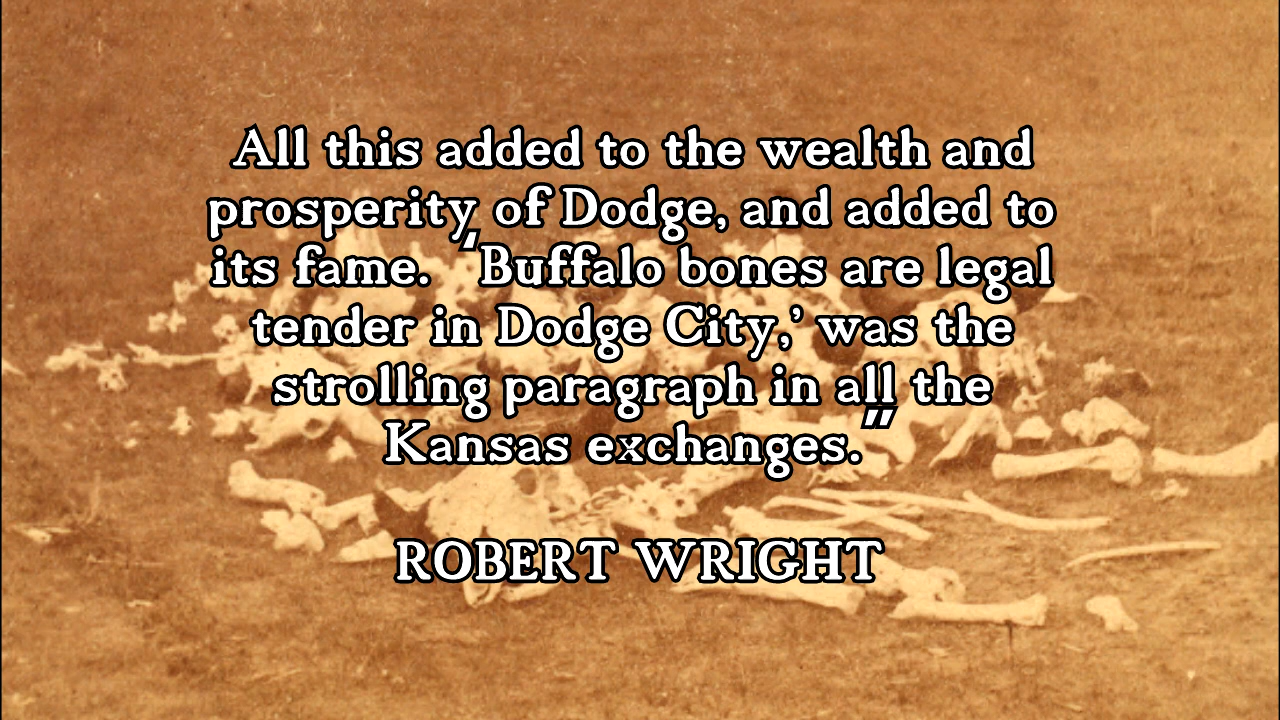 All this added to the wealth and
prosperity of Dodge, and added to
its fame. ‘Buffalo bones are legal
tender in Dodge City,’ was the
strolling paragraph in all the
Kansas exchanges."
ROBERT WRIGHT